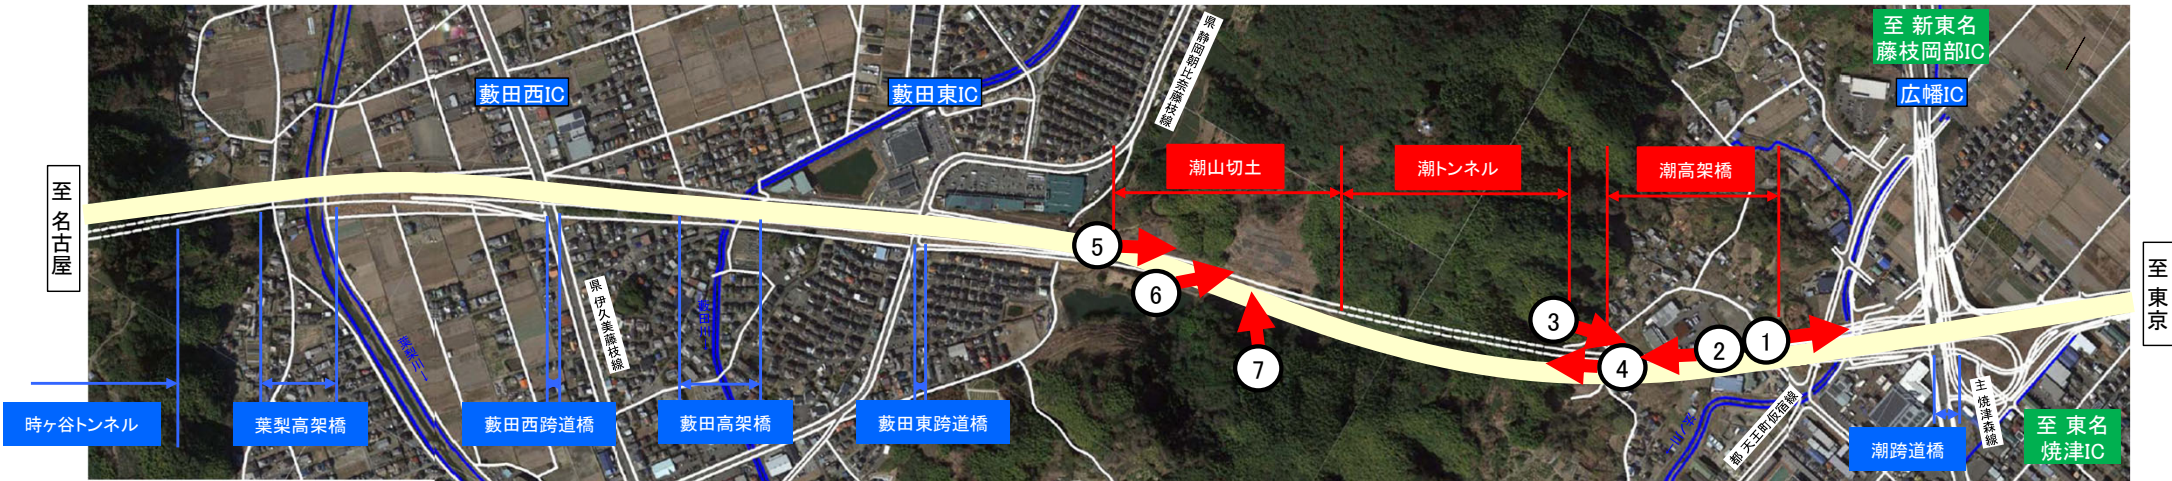 至 新東名
藤枝岡部IC
藪田西IC
藪田東IC
広幡IC
県 静岡朝比奈藤枝線
潮山切土
潮トンネル
潮高架橋
至 名古屋
至 東京
5
6
7
3
4
2
1
県 伊久美藤枝線
葉梨川
都 天王町仮宿線
主 焼津森線
時ヶ谷トンネル
葉梨高架橋
藪田西跨道橋
藪田高架橋
藪田東跨道橋
潮跨道橋
至 東名
焼津IC